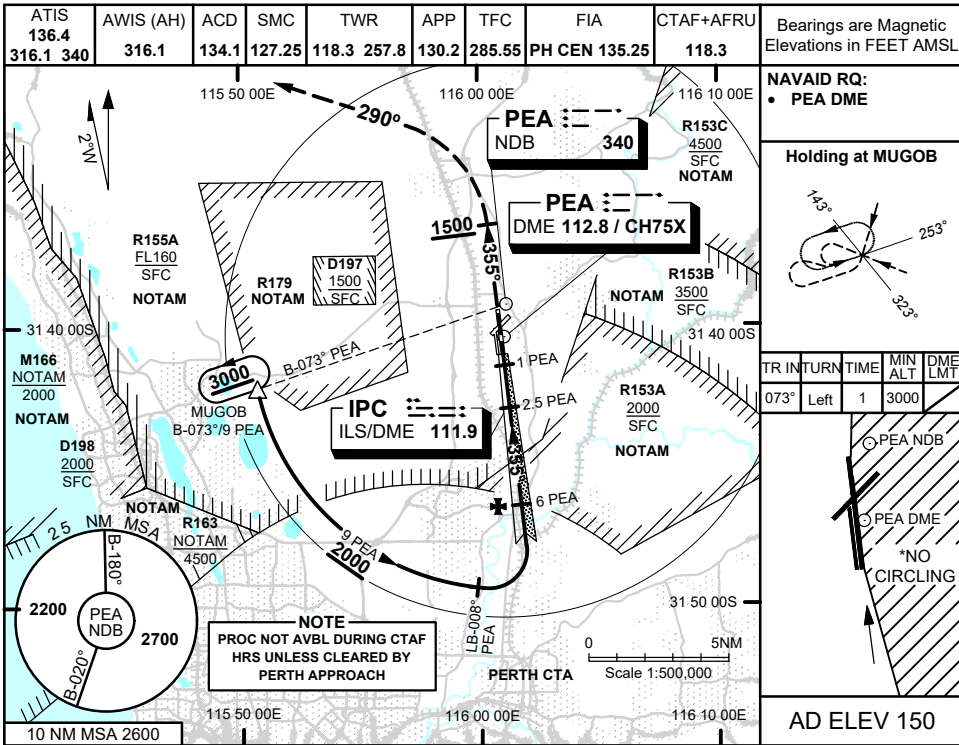 ATIS
136.4
316.1 340
AWIS (AH)
316.1
ACD
134.1
SMC
127.25
TWR
118.3 257.8
APP
130.2
TFC
285.55
FIA
PH CEN 135.25
CTAF+AFRU
118.3
Bearings are Magnetic
Elevations in FEET AMSL
NAVAID RQ:
• PEA DME
Holding at MUGOB
143°
253°
323°
TR IN
TURN
TIME
MIN
ALT
DME
LMT
073°
Left
1
3000
PEA NDB
PEA DME
*NO
CIRCLING
AD ELEV 150
115 50 00E
116 00 00E
116 10 00E
2°W
290°
PEA
NDB 340
R153C
4500
SFC
NOTAM
PEA
DME 112.8 / CH75X
1500
355°
R155A
FL160
SFC
NOTAM
R179
NOTAM
D197
1500
SFC
R153B
3500
SFC
NOTAM
31 40 00S
31 40 00S
M166
NOTAM
2000
NOTAM
3000
B-073° PEA
1 PEA
MUGOB
B-073°/9 PEA
2.5 PEA
IPC
ILS/DME 111.9
R153A
2000
SFC
NOTAM
D198
2000
SFC
355°
6 PEA
NOTAM
R163
NOTAM
4500
9 PEA
2000
2.5 NM MSA
B-180°
PEA
NDB
2200
2700
B-020°
10 NM MSA 2600
LB-008°
PEA
31 50 00S
NOTE
PROC NOT AVBL DURING CTAF
HRS UNLESS CLEARED BY
PERTH APPROACH
PERTH CTA
0 5NM
Scale 1:500,000
115 50 00E
116 00 00E
116 10 00E